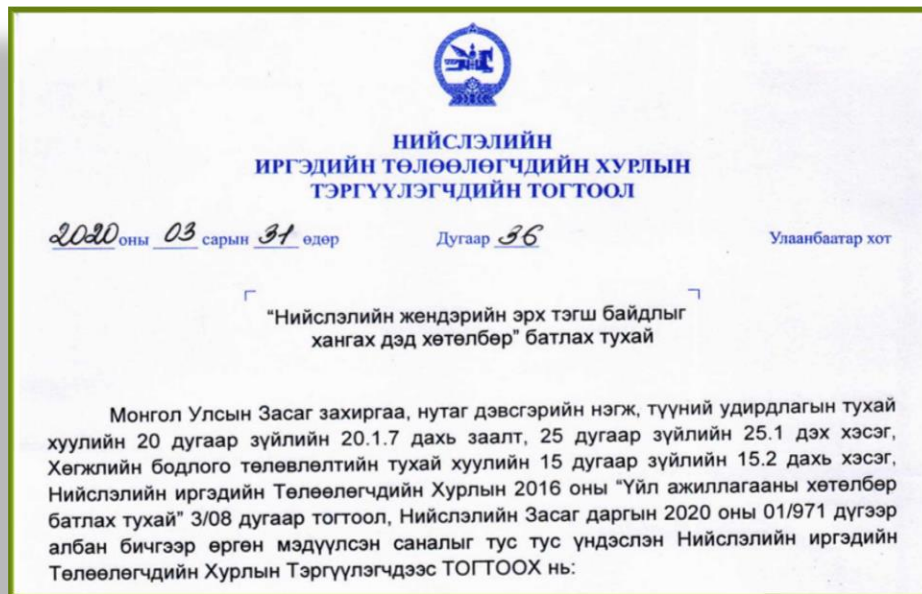 НИЙСЛЭЛИЙН
ИРГЭДИЙН ТӨЛӨӨЛӨГЧДИЙН ХУРЛЫН
ТЭРГҮҮЛЭГЧДИЙН ТОГТООЛ
2020 оны 03 сарын 31 өдөр Дугаар 36 Улаанбаатар хот
“Нийслэлийн жендэрийн эрх тэгш байдлыг
хангах дэд хөтөлбөр” батлах тухай
Монгол Улсын Засаг захиргаа, нутаг дэвсгэрийн нэгж, түүний удирдлагын тухай
хуулийн 20 дугаар зүйлийн 20.1.7 дахь заалт, 25 дугаар зүйлийн 25.1 дэх хэсэг,
Хөгжлийн бодлого төлөвлөлтийн тухай хуулийн 15 дугаар зүйлийн 15.2 дахь хэсэг,
Нийслэлийн иргэдийн Төлөөлөгчдийн Хурлын 2016 оны “Үйл ажиллагааны хөтөлбөр
батлах тухай” 3/08 дугаар тогтоол, Нийслэлийн Засаг даргын 2020 оны 01/971 дүгээр
албан бичгээр өргөн мэдүүлсэн саналыг тус тус үндэслэн Нийслэлийн иргэдийн
Төлөөлөгчдийн Хурлын Тэргүүлэгчдээс ТОГТООХ нь: